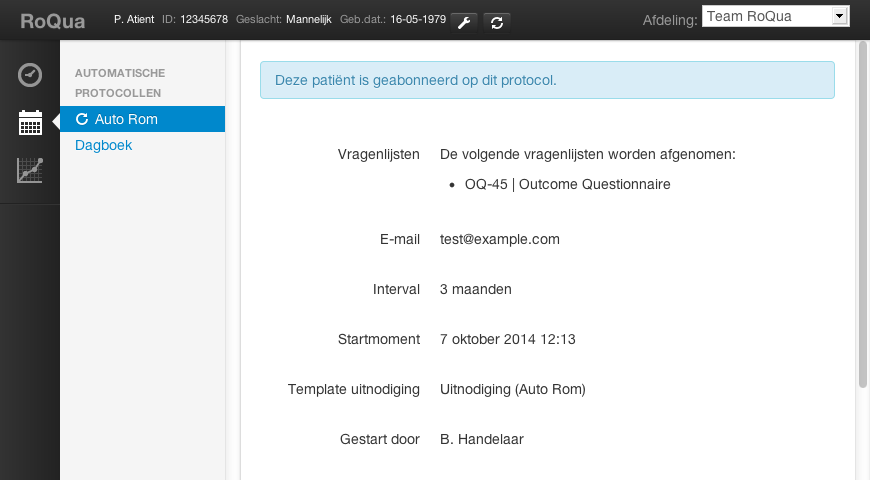 RoQua P. Atient ID: 12345678 Geslacht: Mannelijk Geb.dat.: 16-05-1979 Afdeling: Team RoQua
AUTOMATISCHE
PROTOCOLLEN
Auto Rom
Dagboek
Deze patiënt is geabonneerd op dit protocol.
Vragenlijsten De volgende vragenlijsten worden afgenomen:
• OQ-45 | Outcome Questionnaire
E-mail test@example.com
Interval 3 maanden
Startmoment 7 oktober 2014 12:13
Template uitnodiging Uitnodiging (Auto Rom)
Gestart door B. Handelaar